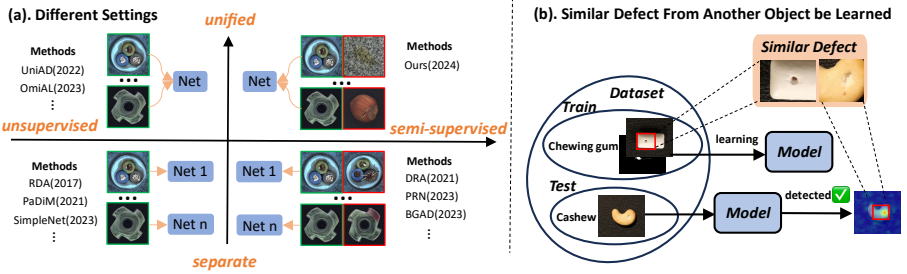 (a). Different Settings
unified
Methods
UniAD(2022)
OmiAL(2023)
⋮
Net
Net
Methods
Ours(2024)
unsupervised
semi-supervised
Methods
RDA(2017)
PaDiM(2021)
SimpleNet(2023)
⋮
Net 1
Net n
Net 1
Net n
Methods
DRA(2021)
PRN(2023)
BGAD(2023)
⋮
separate
(b). Similar Defect From Another Object be Learned
Similar Defect
Dataset
Train
Chewing gum
learning
Model
Test
Cashew
Model
detected ✅